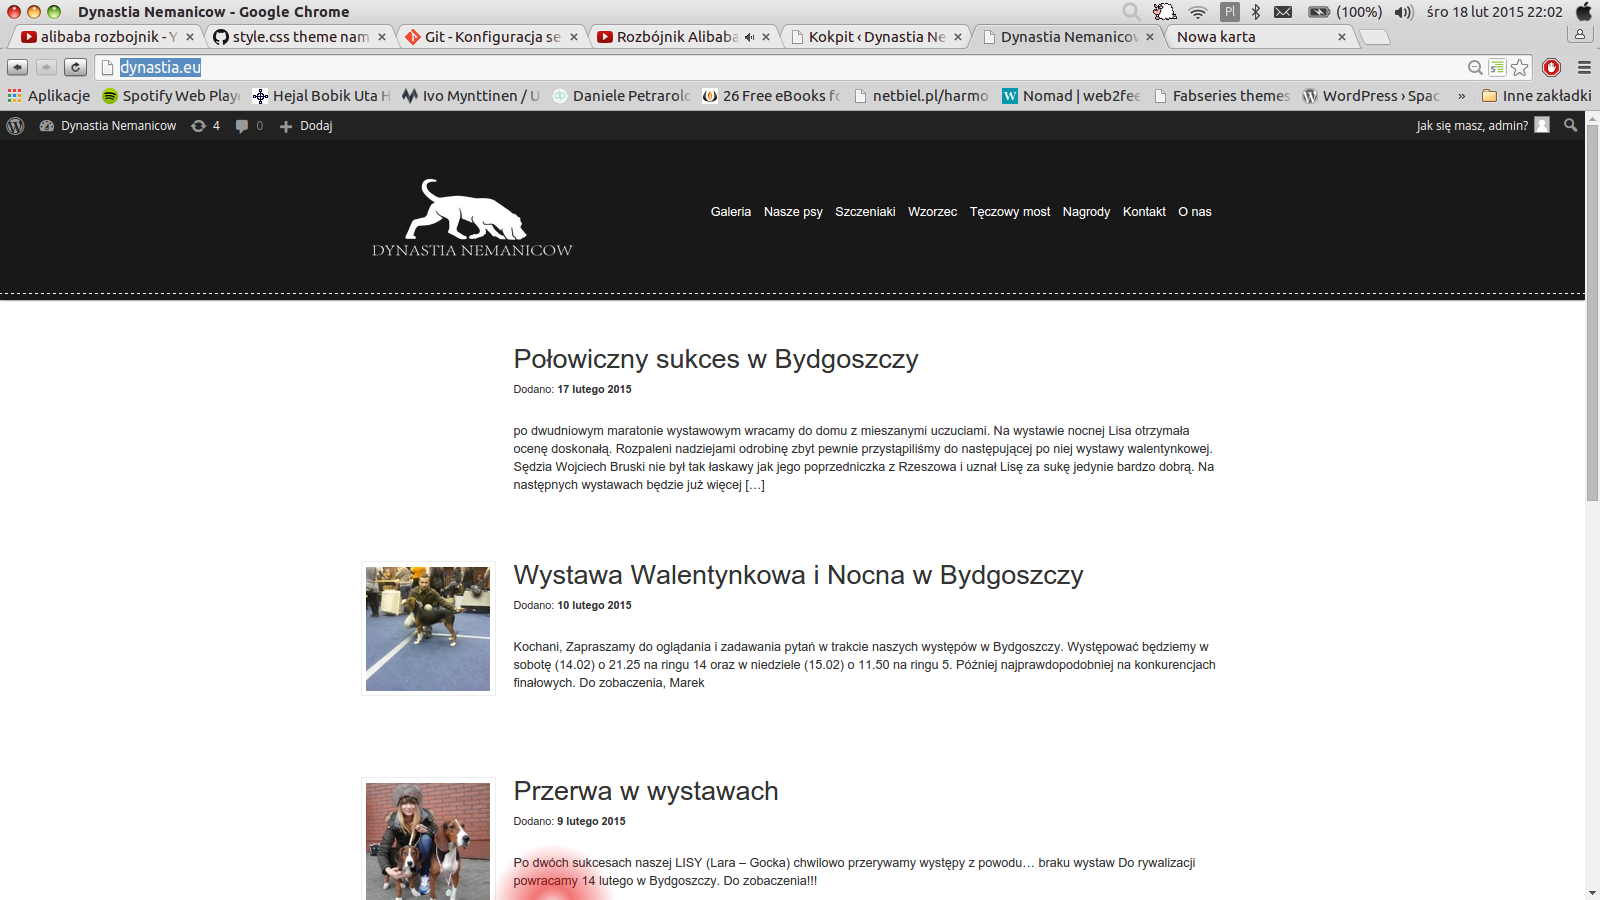 Dynastia Nemanicow - Google Chrome
Pl
(100%)
śro 18 lut 2015 22:02
alibaba rozbojnik - Y
style.css theme nam
Git - Konfiguracja se
Rozbójnik Alibaba
Kokpit ‹ Dynastia Ne
Dynastia Nemanicow
Nowa karta
dynastia.eu
Aplikacje
Spotify Web Play
Hejal Bobik Uta H
Ivo Mynttinen / U
Daniele Petrarolo
26 Free eBooks fo
netbiel.pl/harmo
Nomad | web2fee
Fabseries themes
WordPress › Spac
»
Inne zakładki
Dynastia Nemanicow
4
0
Dodaj
Jak się masz, admin?
DYNASTIA NEMANICOW
Galeria
Nasze psy
Szczeniaki
Wzorzec
Tęczowy most
Nagrody
Kontakt
O nas
Połowiczny sukces w Bydgoszczy
Dodano: 17 lutego 2015
po dwudniowym maratonie wystawowym wracamy do domu z mieszanymi uczuciami. Na wystawie nocnej Lisa otrzymała
ocenę doskonałą. Rozpaleni nadziejami odrobinę zbyt pewnie przystąpiliśmy do następującej po niej wystawy walentynkowej.
Sędzia Wojciech Bruski nie był tak łaskawy jak jego poprzedniczka z Rzeszowa i uznał Lisę za sukę jedynie bardzo dobrą. Na
następnych wystawach będzie już więcej […]
Wystawa Walentynkowa i Nocna w Bydgoszczy
Dodano: 10 lutego 2015
Kochani, Zapraszamy do oglądania i zadawania pytań w trakcie naszych występów w Bydgoszczy. Występować będziemy w
sobotę (14.02) o 21.25 na ringu 14 oraz w niedziele (15.02) o 11.50 na ringu 5. Później najprawdopodobniej na konkurencjach
finałowych. Do zobaczenia, Marek
Przerwa w wystawach
Dodano: 9 lutego 2015
Po dwóch sukcesach naszej LISY (Lara – Gocka) chwilowo przerywamy występy z powodu… braku wystaw Do rywalizacji
powracamy 14 lutego w Bydgoszczy. Do zobaczenia!!!